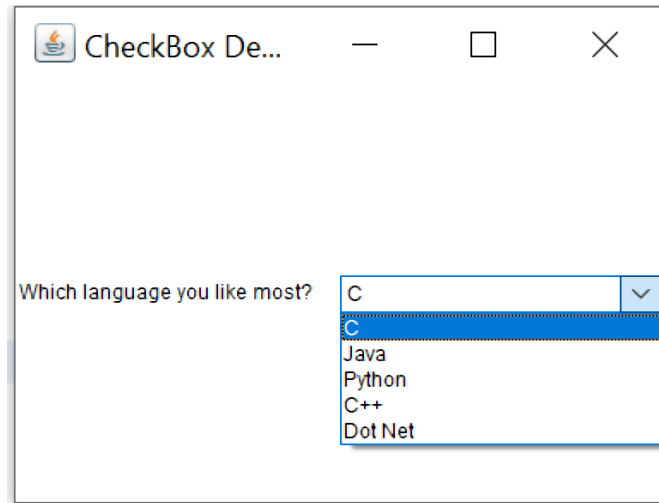 CheckBox De...
Which language you like most? C
C
Java
Python
C++
Dot Net